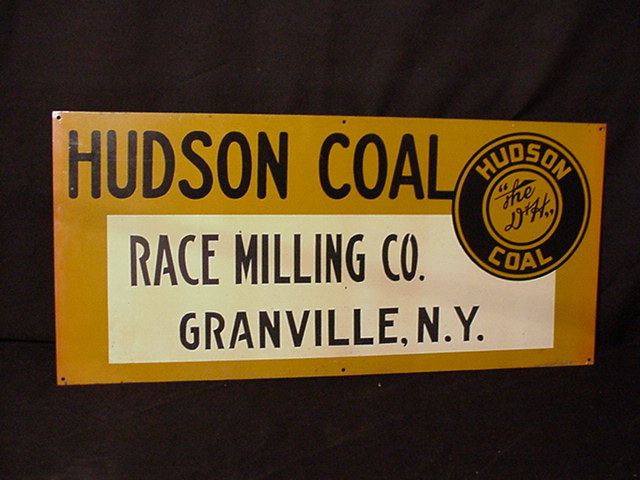 HUDSON COAL
HUDSON
"the
D&H"
COAL
RACE MILLING CO.
GRANVILLE, N.Y.